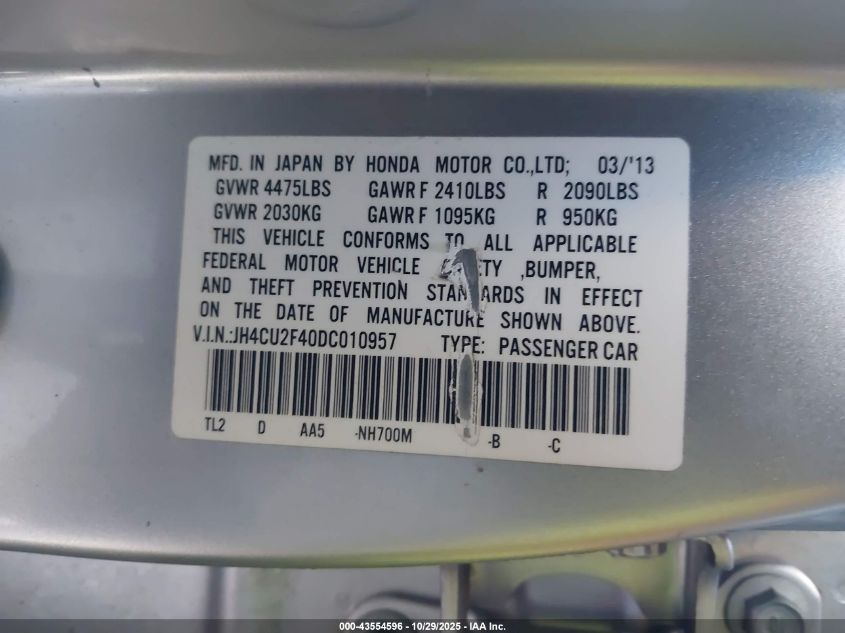 MFD. IN JAPAN BY HONDA MOTOR CO.,LTD; 03/'13
GVWR 4475LBS GAWR F 2410LBS R 2090LBS
GVWR 2030KG GAWR F 1095KG R 950KG
THIS VEHICLE CONFORMS TO ALL APPLICABLE
FEDERAL MOTOR VEHICLE ,BUMPER,
AND THEFT PREVENTION IN EFFECT
ON THE DATE OF MANUFACTURE SHOWN ABOVE.
V.I.N.:JH4CU2F40DC010957 TYPE: PASSENGER CAR
TL2 D AA5 -NH700M -B -C
000-43554596 - 10/29/2025 - IAA Inc.